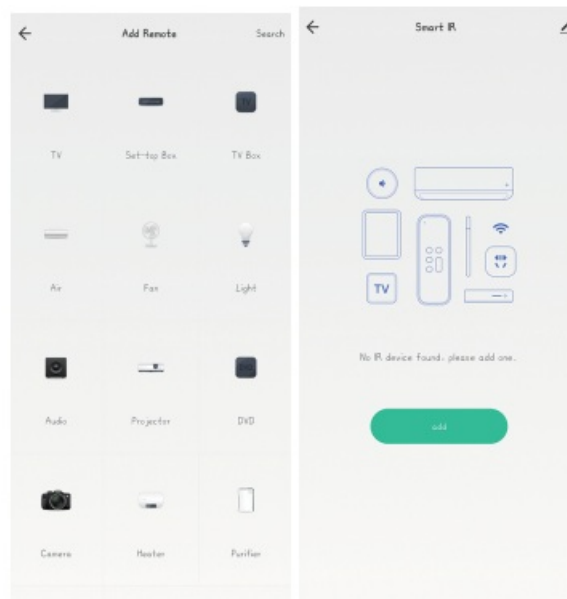 Add Remote
Search
TV
Set-top Box
TV Box
Air
Fan
Light
Audio
Projector
DVD
Camera
Heater
Purifier
Smart IR
TV
No IR device found, please add one.
add